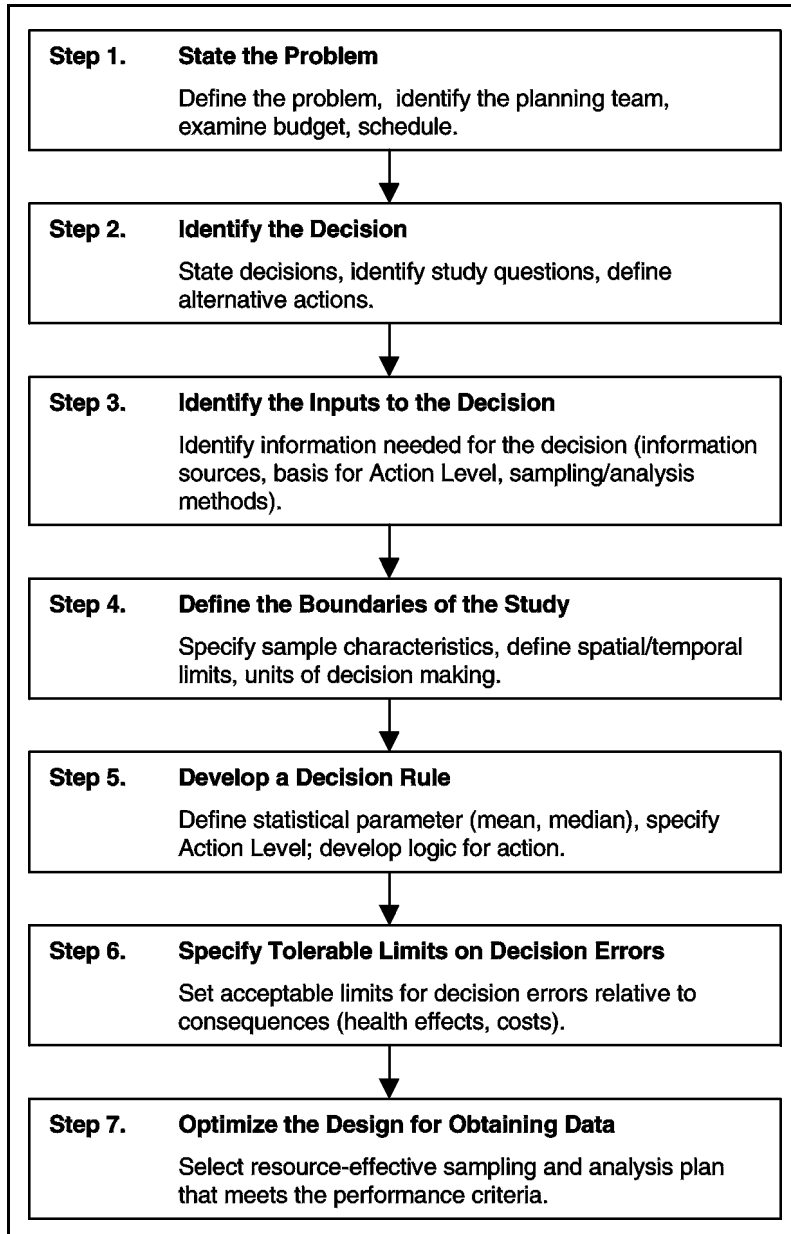 Step 1. State the Problem
Define the problem, identify the planning team,
examine budget, schedule.
Step 2. Identify the Decision
State decisions, identify study questions, define
alternative actions.
Step 3. Identify the Inputs to the Decision
Identify information needed for the decision (information
sources, basis for Action Level, sampling/analysis
methods).
Step 4. Define the Boundaries of the Study
Specify sample characteristics, define spatial/temporal
limits, units of decision making.
Step 5. Develop a Decision Rule
Define statistical parameter (mean, median), specify
Action Level; develop logic for action.
Step 6. Specify Tolerable Limits on Decision Errors
Set acceptable limits for decision errors relative to
consequences (health effects, costs).
Step 7. Optimize the Design for Obtaining Data
Select resource-effective sampling and analysis plan
that meets the performance criteria.